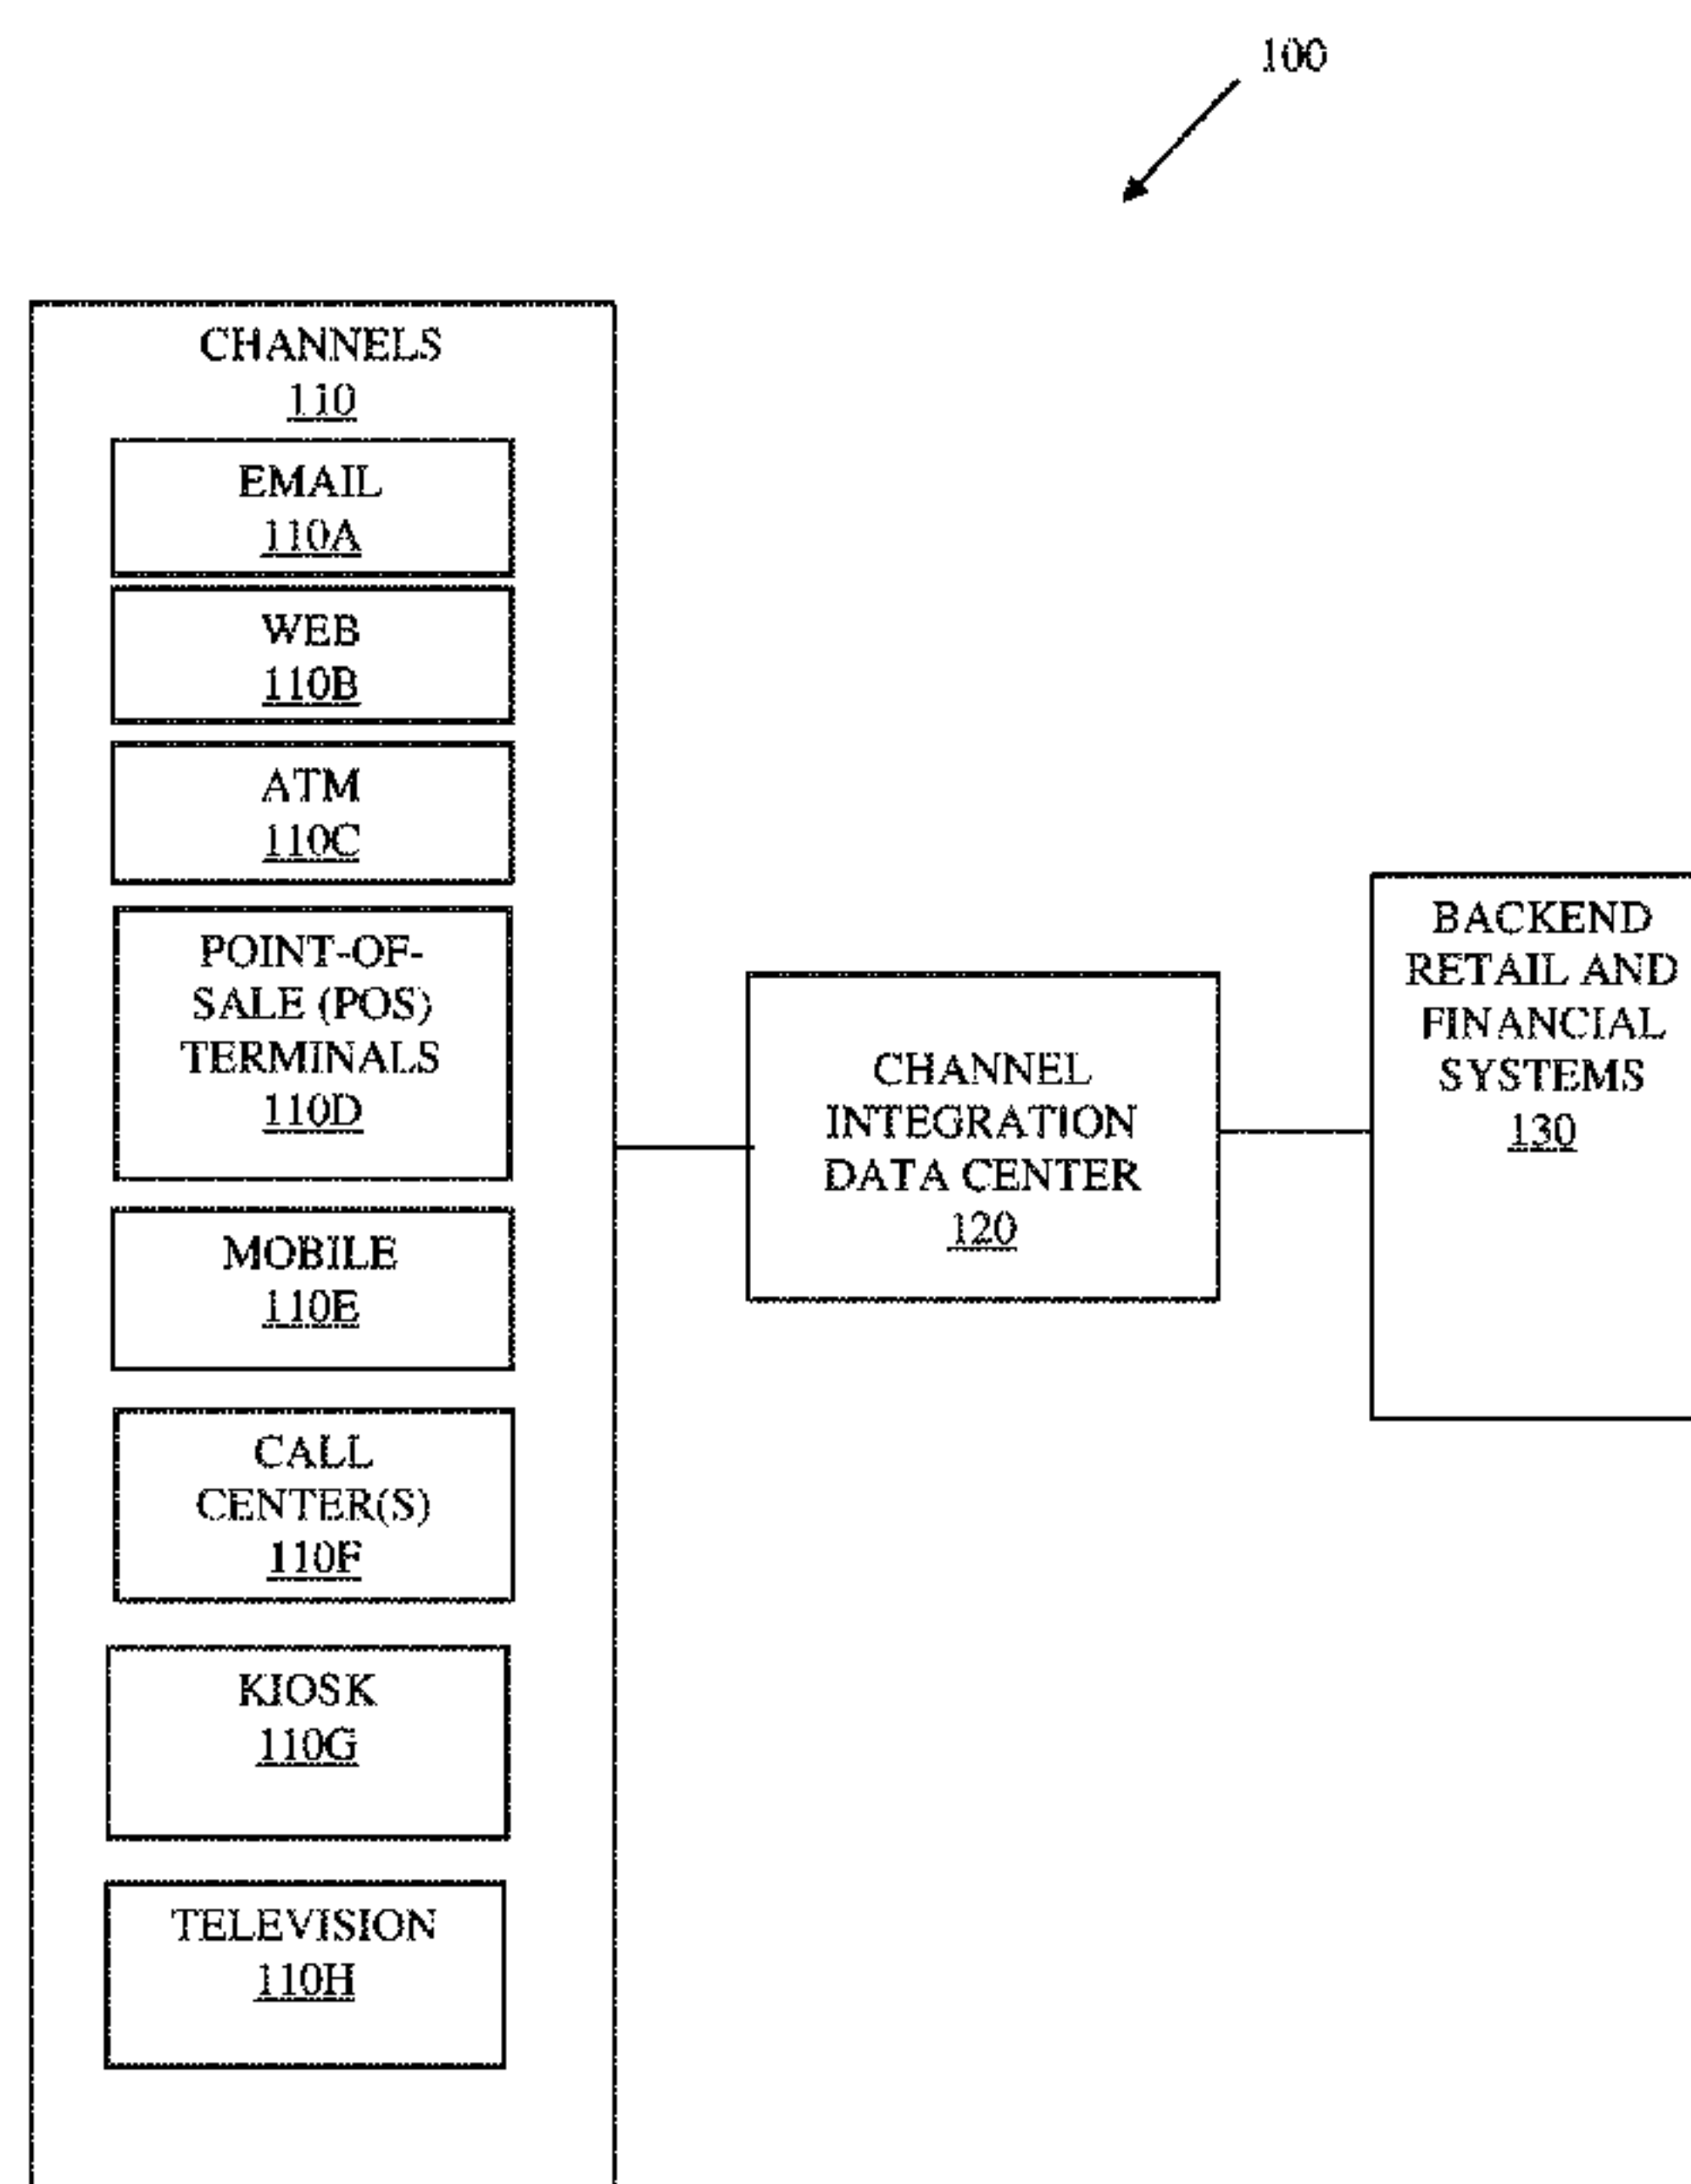 100
CHANNELS
110
EMAIL
110A
WEB
110B
ATM
110C
POINT-OF-
SALE (POS)
TERMINALS
110D
MOBILE
110E
CALL
CENTER(S)
110F
KIOSK
110G
TELEVISION
110H
CHANNEL
INTEGRATION
DATA CENTER
120
BACKEND
RETAIL AND
FINANCIAL
SYSTEMS
130